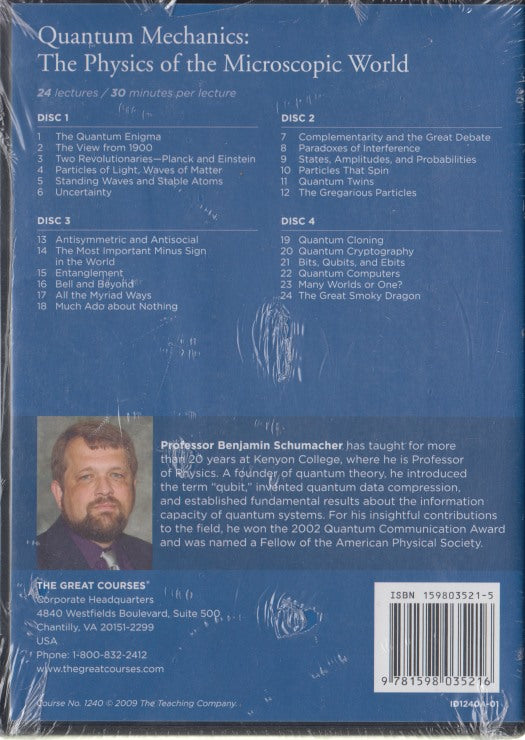 Quantum Mechanics:
The Physics of the Microscopic World
24 lectures / 30 minutes per lecture
DISC 1
1 The Quantum Enigma
2 The View from 1900
3 Two Revolutionaries—Planck and Einstein
4 Particles of Light, Waves of Matter
5 Standing Waves and Stable Atoms
6 Uncertainty
DISC 2
7 Complementarity and the Great Debate
8 Paradoxes of Interference
9 States, Amplitudes, and Probabilities
10 Particles That Spin
11 Quantum Twins
12 The Gregarious Particles
DISC 3
13 Antisymmetric and Antisocial
14 The Most Important Minus Sign
in the World
15 Entanglement
16 Bell and Beyond
17 All the Myriad Ways
18 Much Ado about Nothing
DISC 4
19 Quantum Cloning
20 Quantum Cryptography
21 Bits, Qubits, and Ebits
22 Quantum Computers
23 Many Worlds or One?
24 The Great Smoky Dragon
Professor Benjamin Schumacher has taught for more
than 20 years at Kenyon College, where he is Professor
of Physics. A founder of quantum theory, he introduced
the term “qubit,” invented quantum data compression,
and established fundamental results about the information
capacity of quantum systems. For his insightful contributions
to the field, he won the 2002 Quantum Communication Award
and was named a Fellow of the American Physical Society.
THE GREAT COURSES®
Corporate Headquarters
4840 Westfields Boulevard, Suite 500
Chantilly, VA 20151-2299
USA
Phone: 1-800-832-2412
www.thegreatcourses.com
Course No. 1240 © 2009 The Teaching Company.
ISBN 159803521-5
9 781598 035216
ID1240A-01